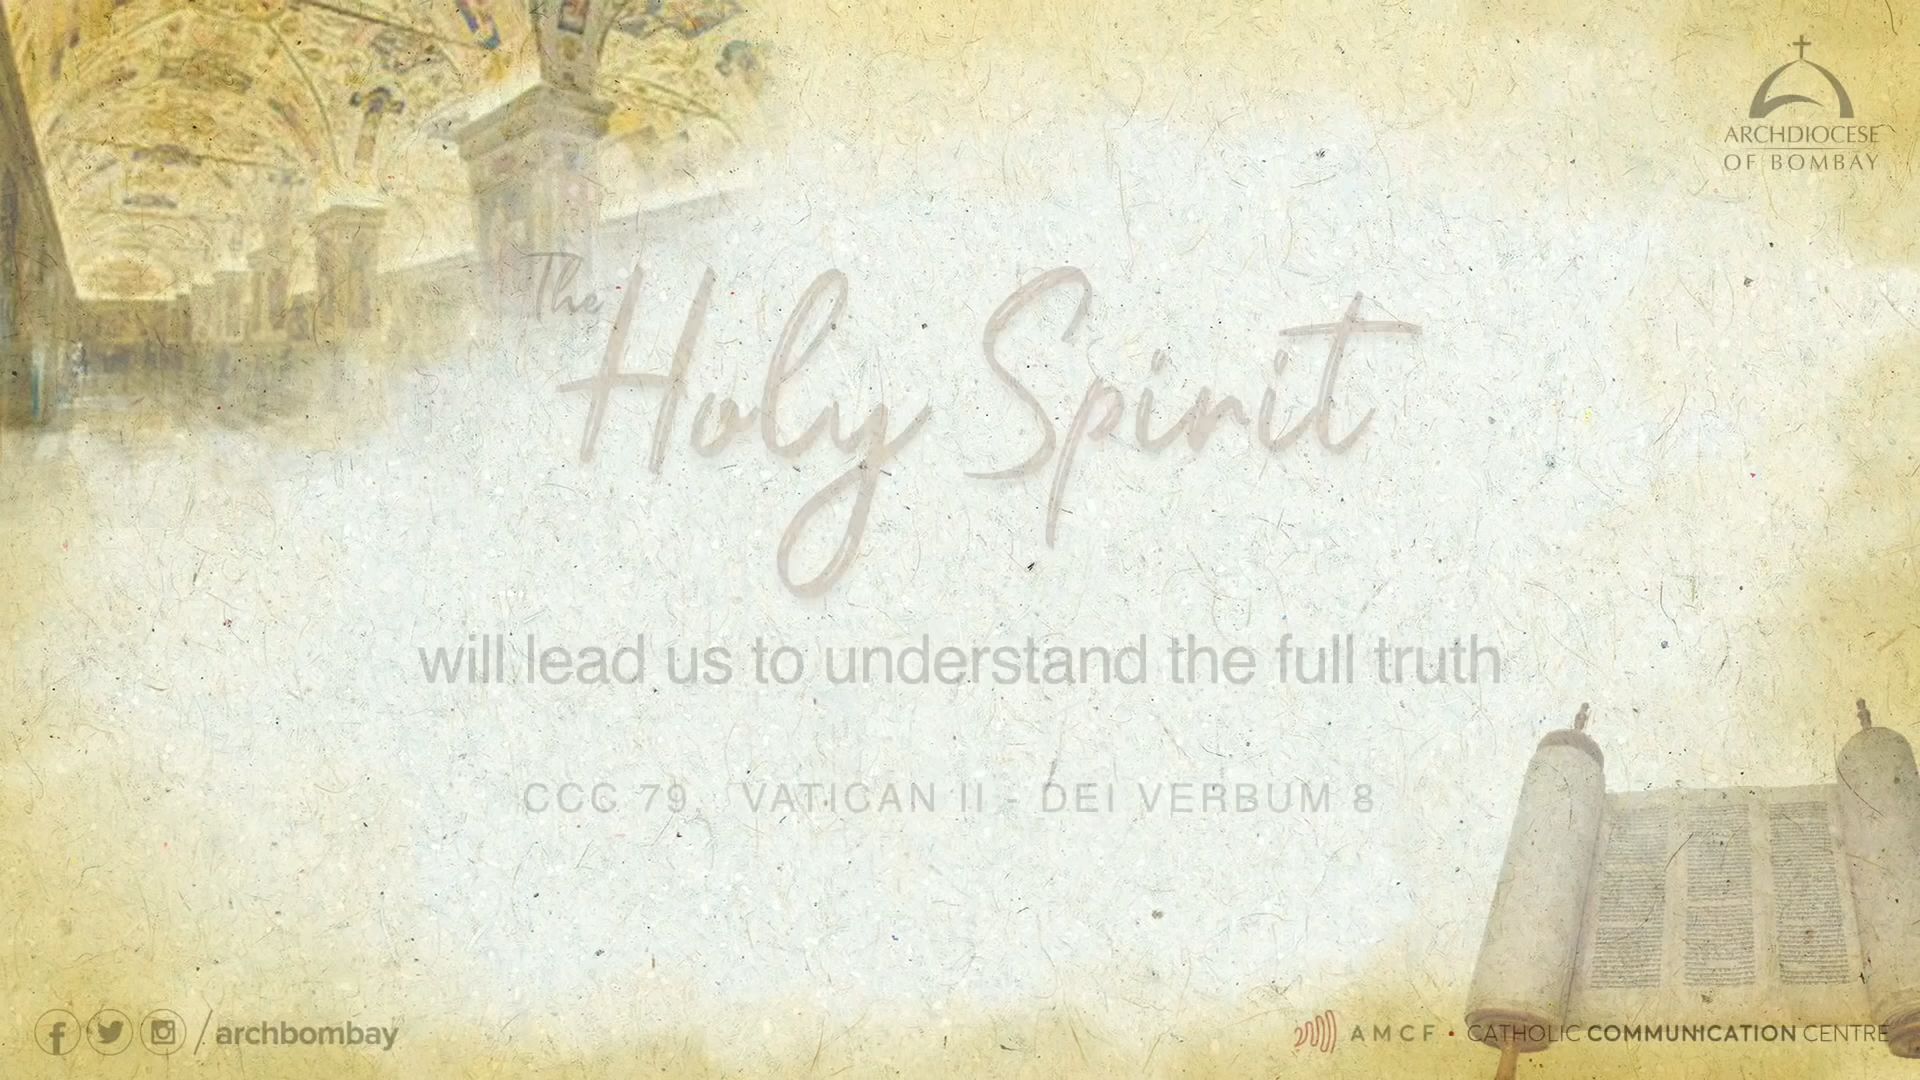 ARCHDIOCESE
OF BOMBAY
The
Holy Spirit
will lead us to understand the full truth
CCC 79, VATICAN II - DEI VERBUM 8
/archbombay
AMCF • CATHOLIC COMMUNICATION CENTRE